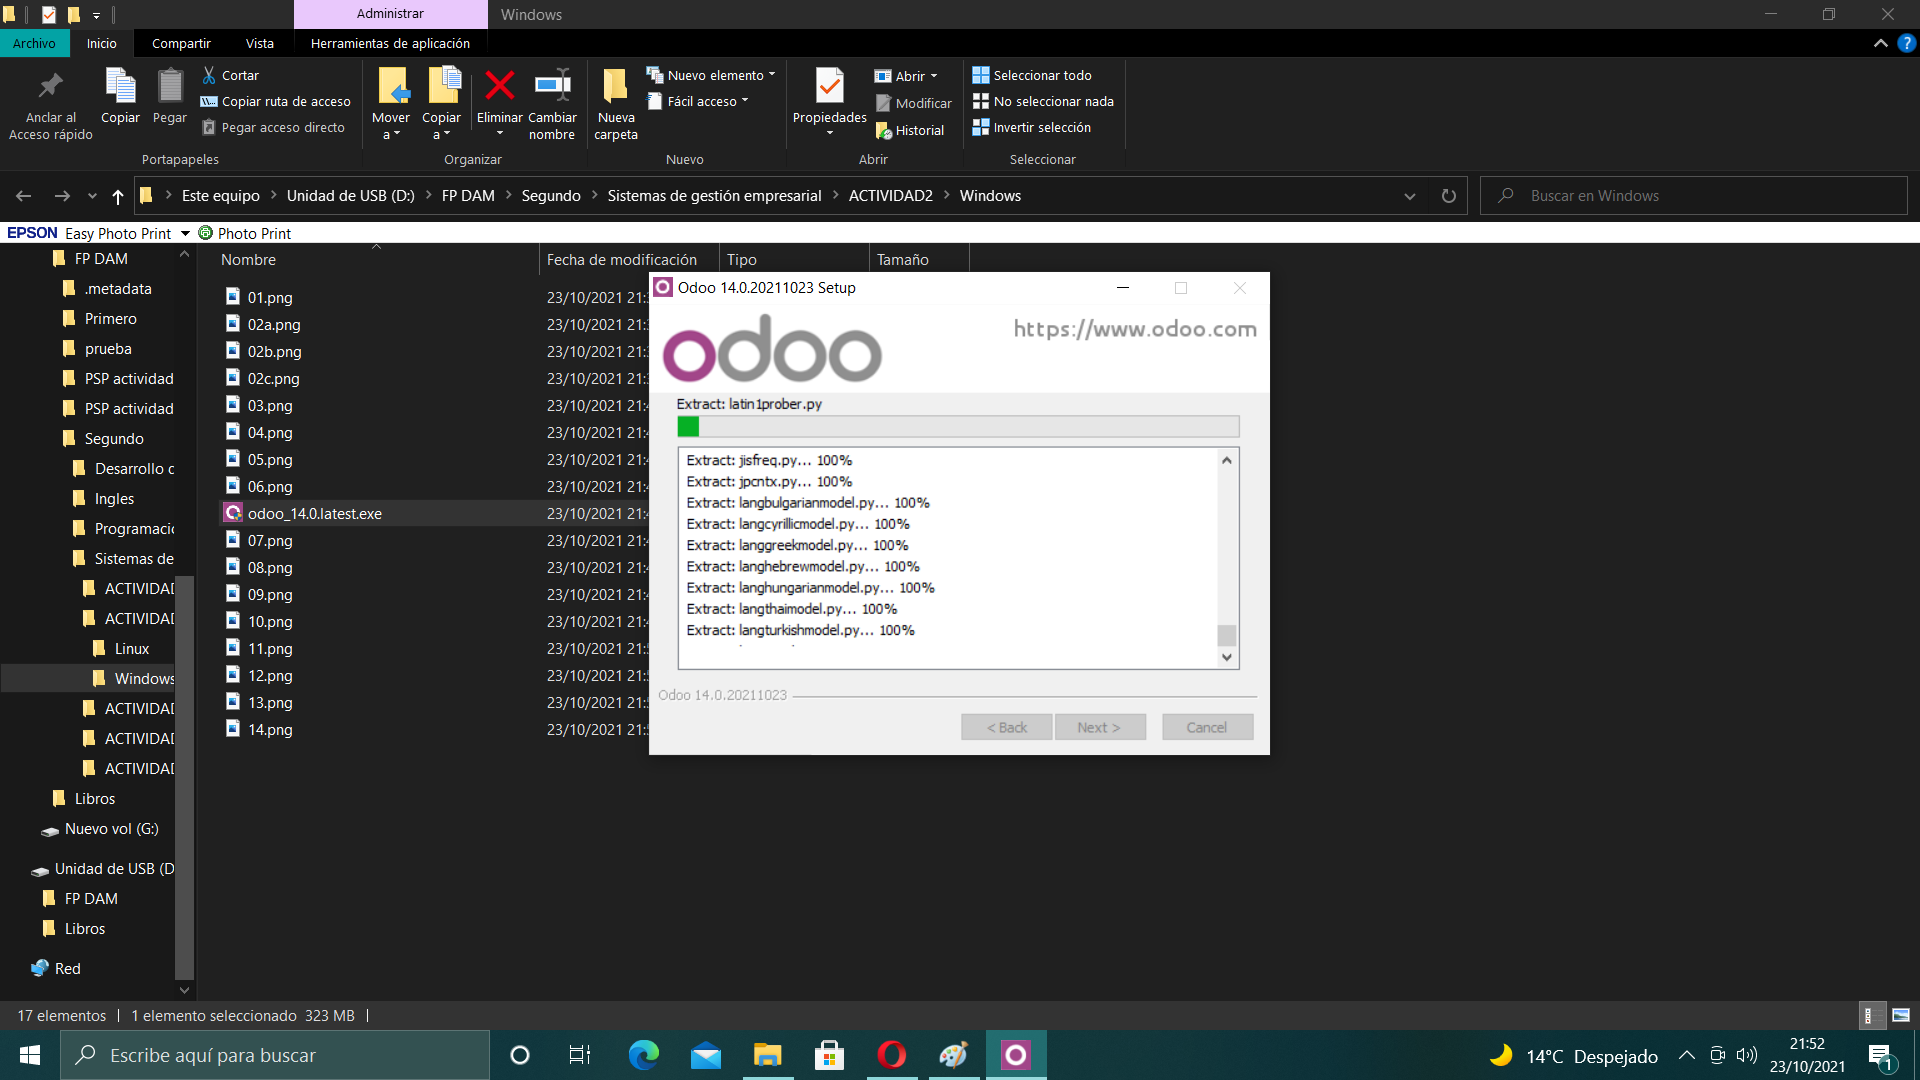 Administrar
Windows
Archivo
Inicio
Compartir
Vista
Herramientas de aplicación
Anclar al
Acceso rápido
Copiar
Pegar
Cortar
Copiar ruta de acceso
Pegar acceso directo
Portapapeles
Mover
a
Copiar
a
Eliminar
Cambiar
nombre
Organizar
Nueva
carpeta
Nuevo elemento
Fácil acceso
Nuevo
Propiedades
Abrir
Modificar
Historial
Abrir
Seleccionar todo
No seleccionar nada
Invertir selección
Seleccionar
Este equipo > Unidad de USB (D:) > FP DAM > Segundo > Sistemas de gestión empresarial > ACTIVIDAD2 > Windows
Buscar en Windows
EPSON Easy Photo Print Photo Print
FP DAM
.metadata
Primero
prueba
PSP actividad
PSP actividad
Segundo
Desarrollo
Ingles
Programació
Sistemas de
ACTIVIDAD
ACTIVIDAD
Linux
Windows
ACTIVIDAD
ACTIVIDAD
ACTIVIDAD
Libros
Nuevo vol (G:)
Unidad de USB (D
FP DAM
Libros
Red
Nombre Fecha de modificación Tipo Tamaño
01.png 23/10/2021 21:
02a.png 23/10/2021 21:
02b.png 23/10/2021 21:
02c.png 23/10/2021 21:
03.png 23/10/2021 21:
04.png 23/10/2021 21:
05.png 23/10/2021 21:
06.png 23/10/2021 21:
odoo_14.0.latest.exe 23/10/2021 21:
07.png 23/10/2021 21:
08.png 23/10/2021 21:
09.png 23/10/2021 21:
10.png 23/10/2021 21:
11.png 23/10/2021 21:
12.png 23/10/2021 21:
13.png 23/10/2021 21:
14.png 23/10/2021 21:
Odoo 14.0.20211023 Setup
odoo
https://www.odoo.com
Extract: latin1prober.py
Extract: jisfreq.py... 100%
Extract: jpcntx.py... 100%
Extract: langbulgarianmodel.py... 100%
Extract: langcyrillicmodel.py... 100%
Extract: langgreekmodel.py... 100%
Extract: langhebrewmodel.py... 100%
Extract: langhungarianmodel.py... 100%
Extract: langthaimodel.py... 100%
Extract: langturkishmodel.py... 100%
Odoo 14.0.20211023
< Back
Next >
Cancel
17 elementos | 1 elemento seleccionado 323 MB |
Escribe aquí para buscar
14°C Despejado
21:52
23/10/2021
1